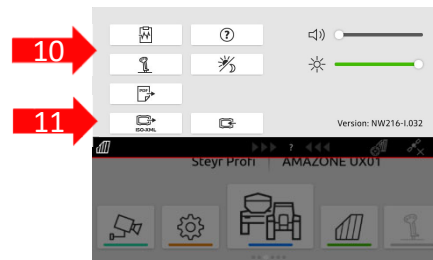 10
?
11
ISO-XML
Version: NW216-I.032
?
Steyr Profi AMAZONE UX01